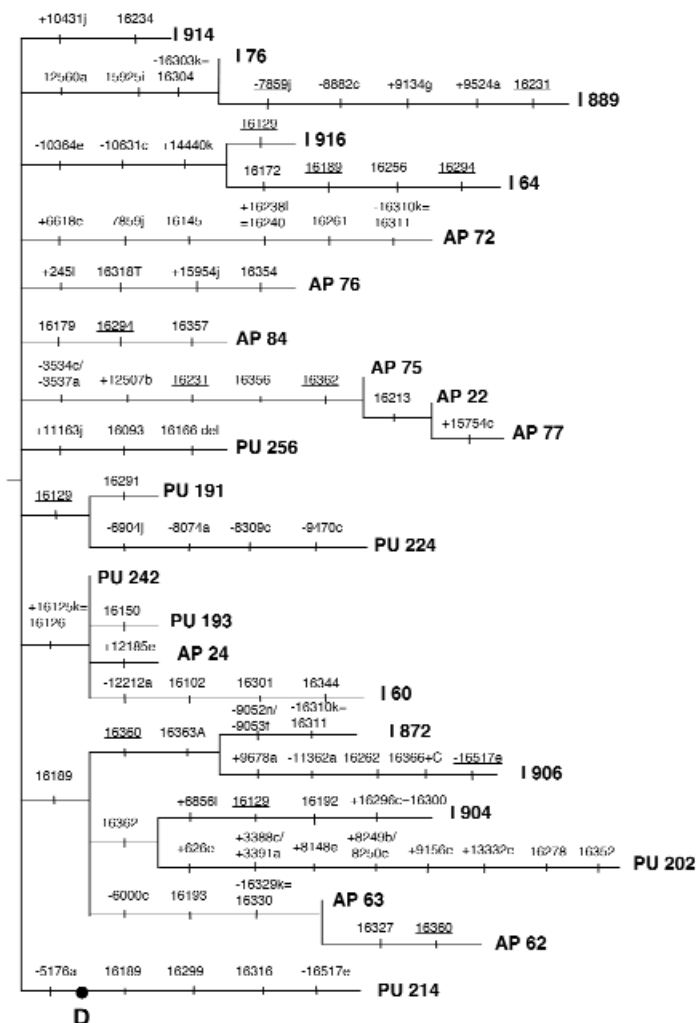 +10431j 16234
I 914
-16303k= I 76
12560a 15925i 16304
-7859j -8882c +9134g +9524a 16231
I 889
16129
-10364e -10631c +14440k I 916
16172 16189 16256 16294
I 64
+16238l -16310k=
+6618e 7859j 16145 =16240 16261 16311
AP 72
+245l 16318T +15954j 16354
AP 76
16179 16294 16357
AP 84
-3534c/ AP 75
-3537a +12507b 16231 16356 16362
16213 AP 22
+15754c
AP 77
+11163j 16093 16166 del
PU 256
16291
16129 PU 191
-6904j -8074a -8309c -9470c
PU 224
PU 242
+16125k= 16150
16126 PU 193
+12185e AP 24
-12212a 16102 16301 16344
I 60
-9052n/ -16310k=
16360 16363A -9053f 16311
I 872
+9678a -11362a 16262 16366+C -16517e
I 906
16189
+6856l 16129 16192 +16296c=16300
I 904
16362
+3388c/ +8249b/
+626e +3391a +8148e 8250e +9156e +13332e 16278 16352
PU 202
-16329k=
-6000c 16193 16330 AP 63
16327 16360
AP 62
-5176a 16189 16299 16316 -16517e
PU 214
D